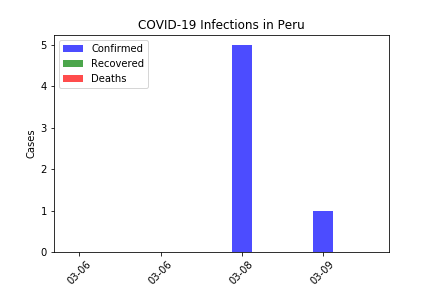 COVID-19 Infections in Peru
Confirmed
Recovered
Deaths
Cases
5
4
3
2
1
0
03-06
03-06
03-08
03-09